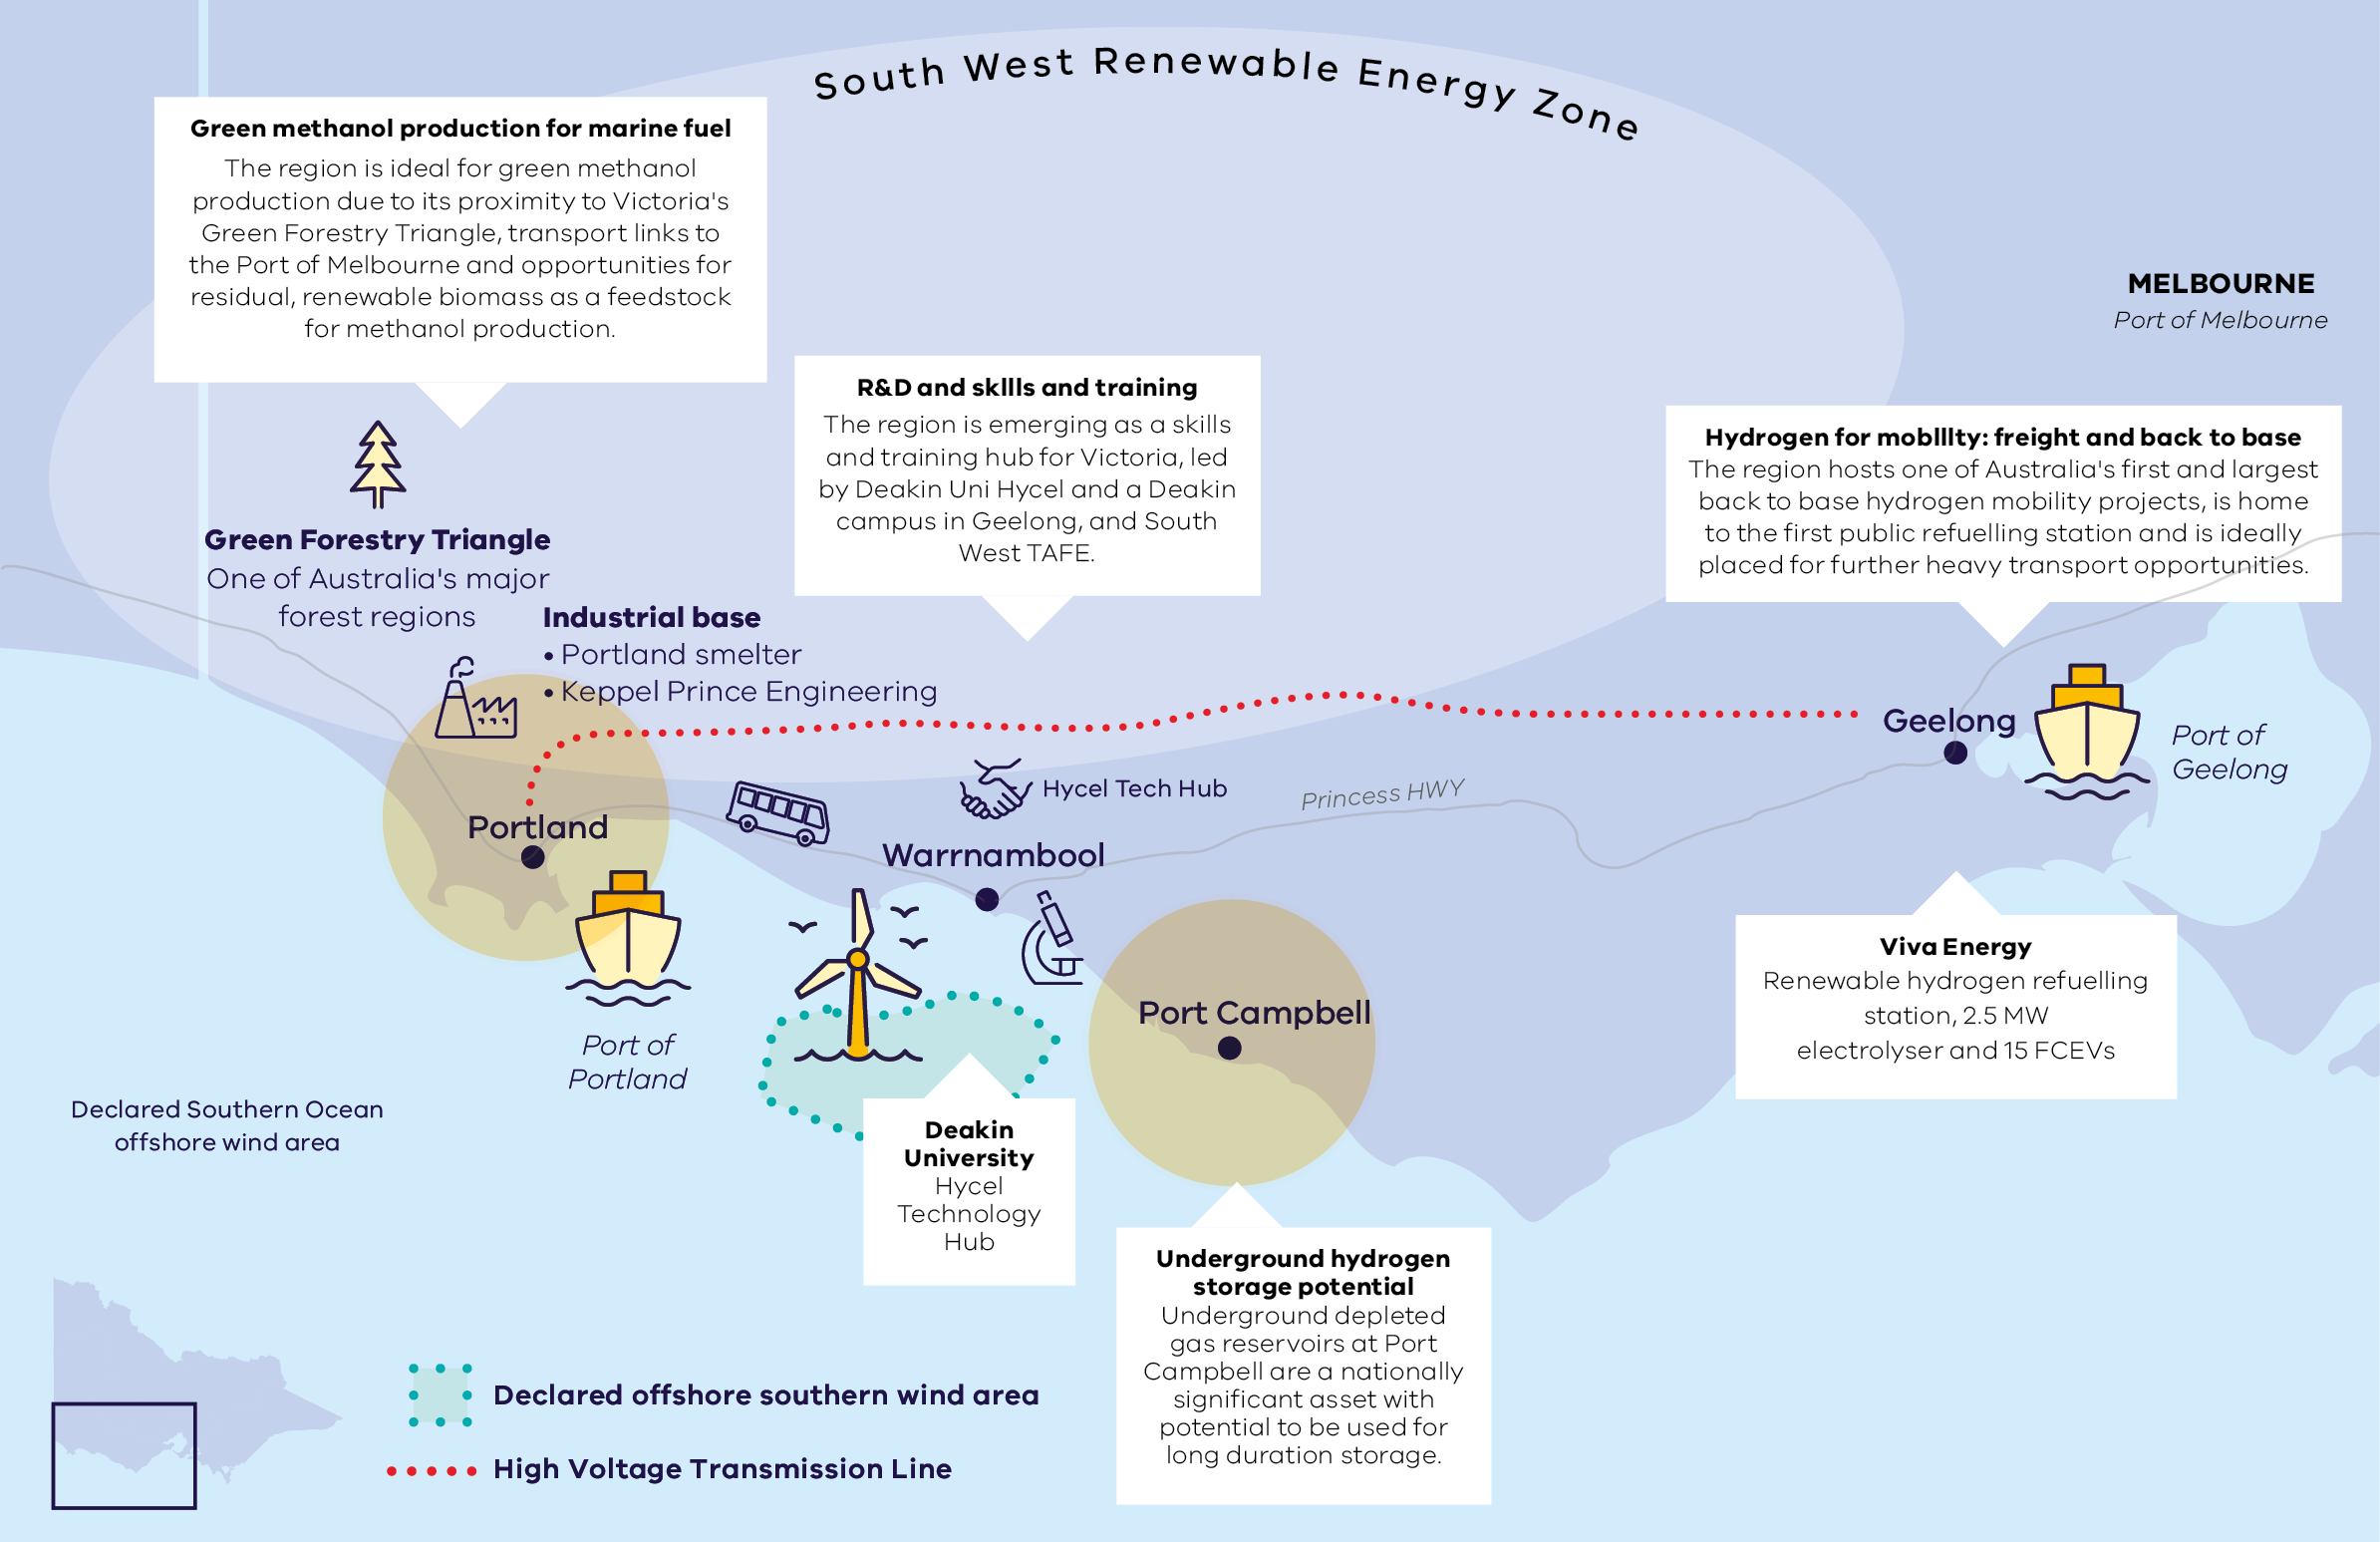 South West Renewable Energy Zone
Green methanol production for marine fuel
The region is ideal for green methanol
production due to its proximity to Victoria's
Green Forestry Triangle, transport links to
the Port of Melbourne and opportunities for
residual, renewable biomass as a feedstock
for methanol production.
MELBOURNE
Port of Melbourne
R&D and skllls and training
The region is emerging as a skills
and training hub for Victoria, led
by Deakin Uni Hycel and a Deakin
campus in Geelong, and South
West TAFE.
Hydrogen for moblllty: freight and back to base
The region hosts one of Australia's first and largest
back to base hydrogen mobility projects, is home
to the first public refuelling station and is ideally
placed for further heavy transport opportunities.
Green Forestry Triangle
One of Australia's major
forest regions
Industrial base
• Portland smelter
• Keppel Prince Engineering
Geelong
Port of
Geelong
Hycel Tech Hub
Princess HWY
Portland
Warrnambool
Port of
Portland
Port Campbell
Viva Energy
Renewable hydrogen refuelling
station, 2.5 MW
electrolyser and 15 FCEVs
Declared Southern Ocean
offshore wind area
Deakin
University
Hycel
Technology
Hub
Underground hydrogen
storage potential
Underground depleted
gas reservoirs at Port
Campbell are a nationally
significant asset with
potential to be used for
long duration storage.
Declared offshore southern wind area
High Voltage Transmission Line